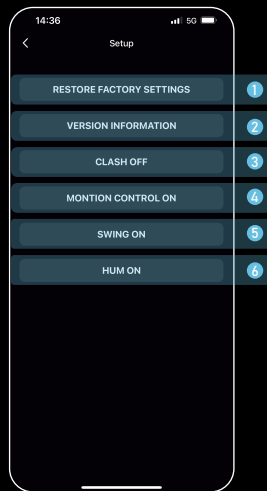 14:36
5G
Setup
RESTORE FACTORY SETTINGS
1
VERSION INFORMATION
2
CLASH OFF
3
MONTION CONTROL ON
4
SWING ON
5
HUM ON
6